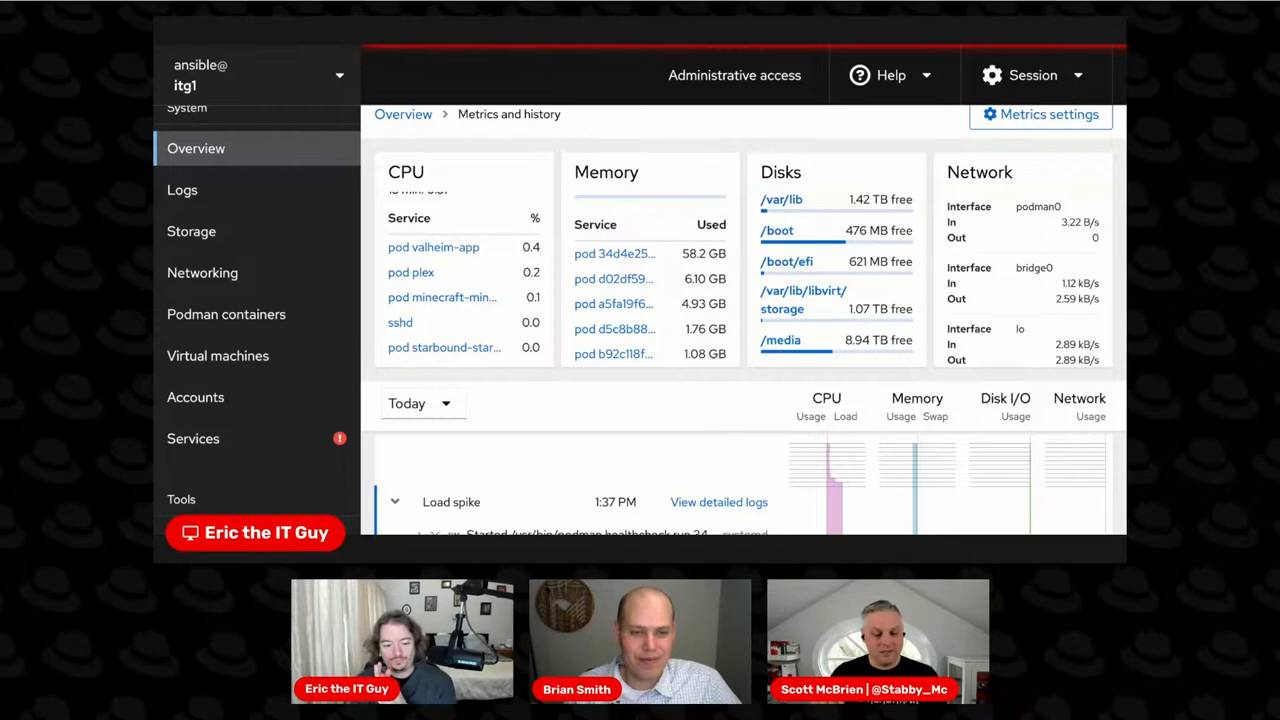 ansible@
itg1
Administrative access
Help
Session
System
Overview
Logs
Storage
Networking
Podman containers
Virtual machines
Accounts
Services
Tools
Overview > Metrics and history
Metrics settings
CPU
Service %
pod valheim-app 0.4
pod plex 0.2
pod minecraft-min... 0.1
sshd 0.0
pod starbound-star... 0.0
Memory
Service Used
pod 34d4e25... 58.2 GB
pod d02df59... 6.10 GB
pod a5fa19f6... 4.93 GB
pod d5c8b88... 1.76 GB
pod b92c118f... 1.08 GB
Disks
/var/lib 1.42 TB free
/boot 476 MB free
/boot/efi 621 MB free
/var/lib/libvirt/
storage 1.07 TB free
/media 8.94 TB free
Network
Interface podman0
In 3.22 B/s
Out 0
Interface bridge0
In 1.12 kB/s
Out 2.59 kB/s
Interface lo
In 2.89 kB/s
Out 2.89 kB/s
Today
CPU Memory Disk I/O Network
Usage Load Usage Swap Usage Usage
Load spike 1:37 PM View detailed logs
Started /usr/bin/podman healthcheck run 34... systemd
Eric the IT Guy
Eric the IT Guy
Brian Smith
Scott McBrien | @Stabby_Mc